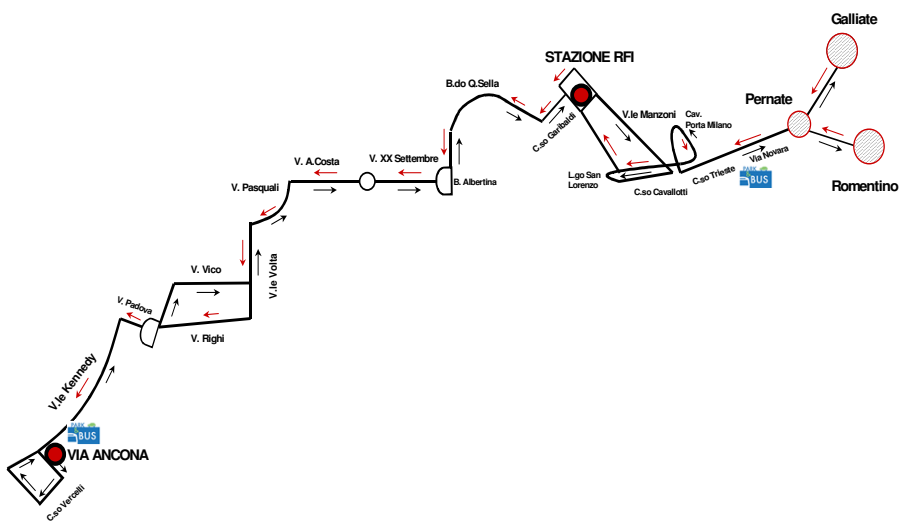 Galliate
STAZIONE RFI
B.do Q.Sella
Pernate
V.le Manzoni
Cav.
Porta Milano
C.so Garibaldi
V. A.Costa
V. XX Settembre
Via Novara
C.so Trieste
PARK
BUS
Romentino
L.go San
Lorenzo
C.so Cavallotti
B. Albertina
V. Pasquali
V. Vico
V.le Volta
V. Padova
V. Righi
V.le Kennedy
PARK
BUS
VIA ANCONA
C.so Vercelli